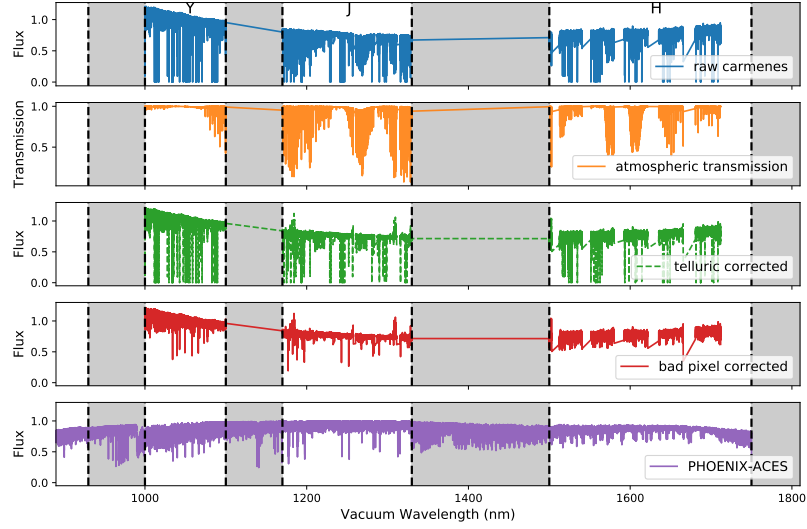 Y J H
Flux
1.0
0.5
0.0
raw carmenes
Transmission
1.0
0.5
atmospheric transmission
Flux
1.0
0.5
0.0
telluric corrected
Flux
1.0
0.5
0.0
bad pixel corrected
Flux
1.0
0.5
0.0
PHOENIX-ACES
1000 1200 1400 1600 1800
Vacuum Wavelength (nm)